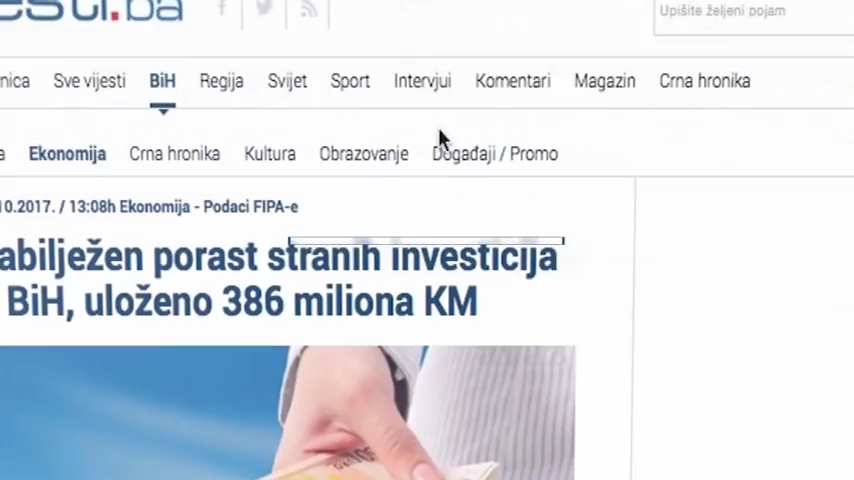 esti.ba
Upišite željeni pojam
nica Sve vijesti BiH Regija Svijet Sport Intervjui Komentari Magazin Crna hronika
a Ekonomija Crna hronika Kultura Obrazovanje Događaji / Promo
10.2017. / 13:08h Ekonomija - Podaci FIPA-e
abilježen porast stranih investicija
BiH, uloženo 386 miliona KM